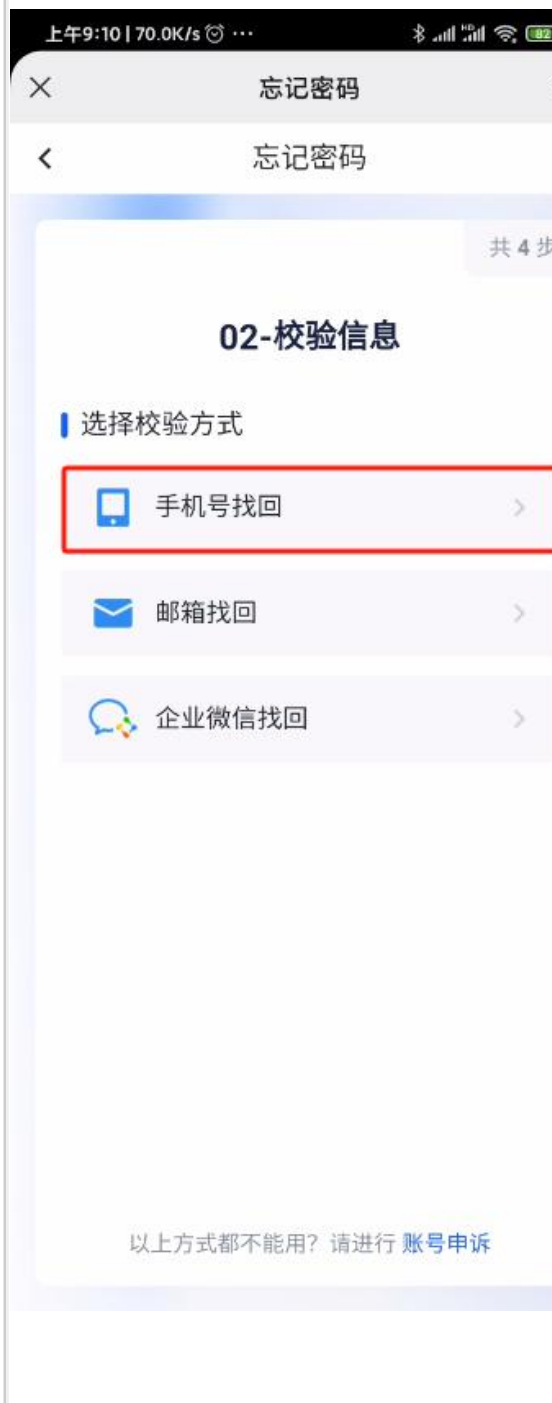 上午9:10 | 70.0K/s ···
HD
82
忘记密码
忘记密码
共 4 步
02-校验信息
选择校验方式
手机号找回
邮箱找回
企业微信找回
以上方式都不能用？请进行 账号申诉